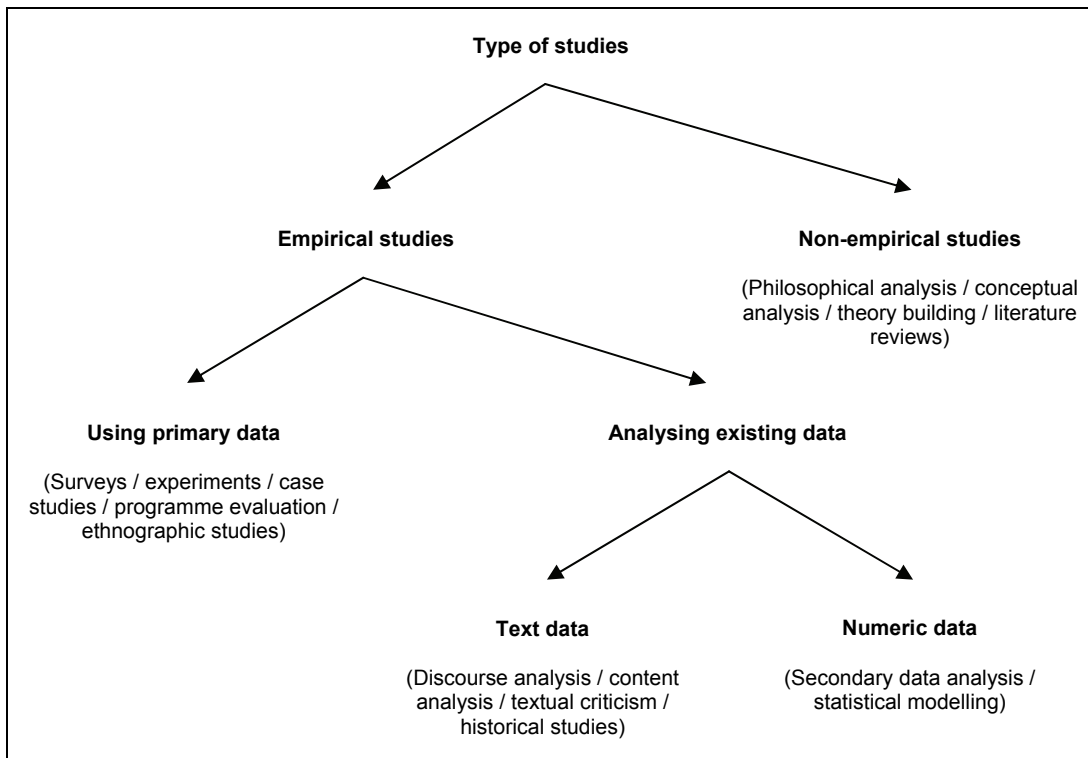 Type of studies
Empirical studies
Non-empirical studies
(Philosophical analysis / conceptual
analysis / theory building / literature
reviews)
Using primary data
(Surveys / experiments / case
studies / programme evaluation /
ethnographic studies)
Analysing existing data
Text data
(Discourse analysis / content
analysis / textual criticism /
historical studies)
Numeric data
(Secondary data analysis /
statistical modelling)